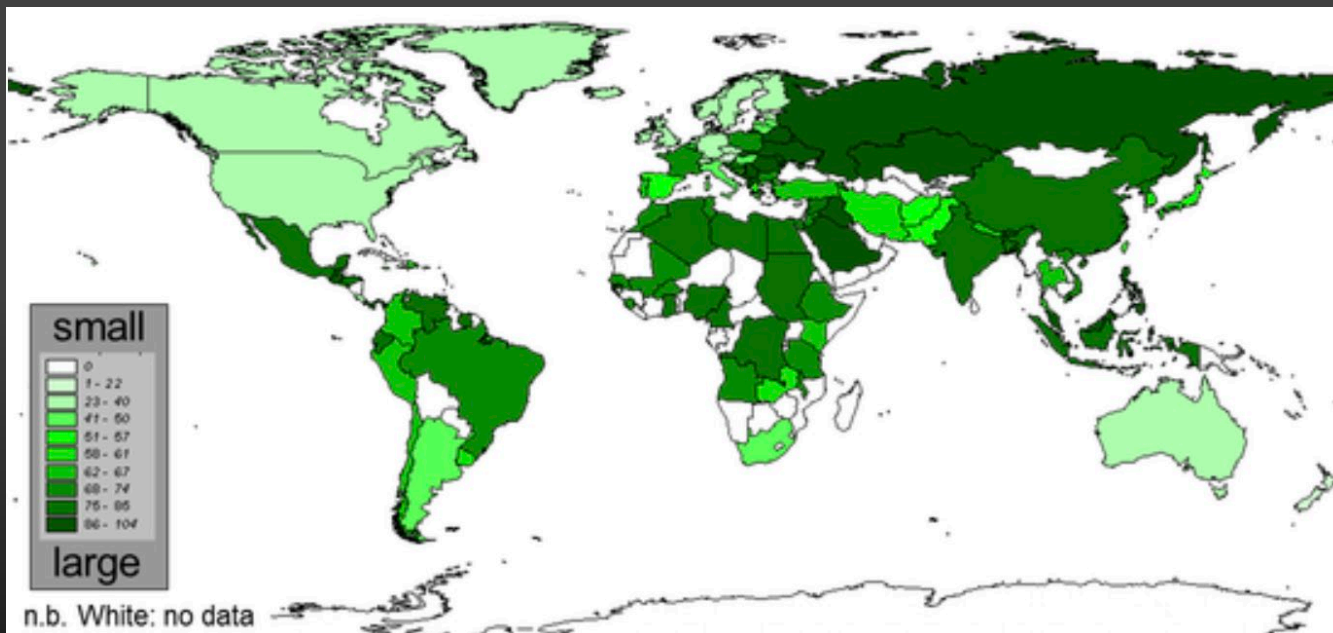 small
0
1 - 22
23 - 40
41 - 50
51 - 57
58 - 61
62 - 67
68 - 74
75 - 85
86 - 104
large
n.b. White: no data